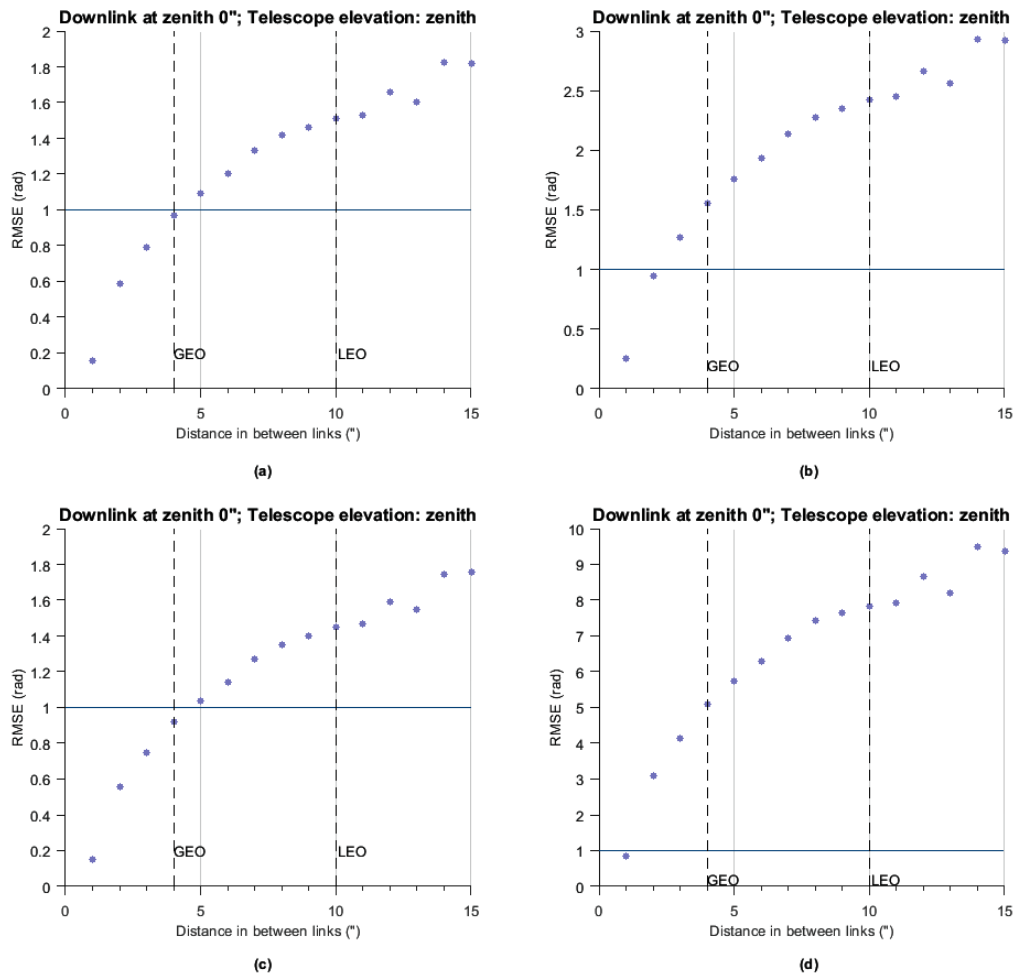 Downlink at zenith 0"; Telescope elevation: zenith
2
1.8
1.6
1.4
1.2
1
0.8
0.6
0.4
0.2
0
RMSE (rad)
GEO
LEO
0 5 10 15
Distance in between links (")
(a)
Downlink at zenith 0"; Telescope elevation: zenith
3
2.5
2
1.5
1
0.5
0
RMSE (rad)
GEO
LEO
0 5 10 15
Distance in between links (")
(b)
Downlink at zenith 0"; Telescope elevation: zenith
2
1.8
1.6
1.4
1.2
1
0.8
0.6
0.4
0.2
0
RMSE (rad)
GEO
LEO
0 5 10 15
Distance in between links (")
(c)
Downlink at zenith 0"; Telescope elevation: zenith
10
9
8
7
6
5
4
3
2
1
0
RMSE (rad)
GEO
LEO
0 5 10 15
Distance in between links (")
(d)